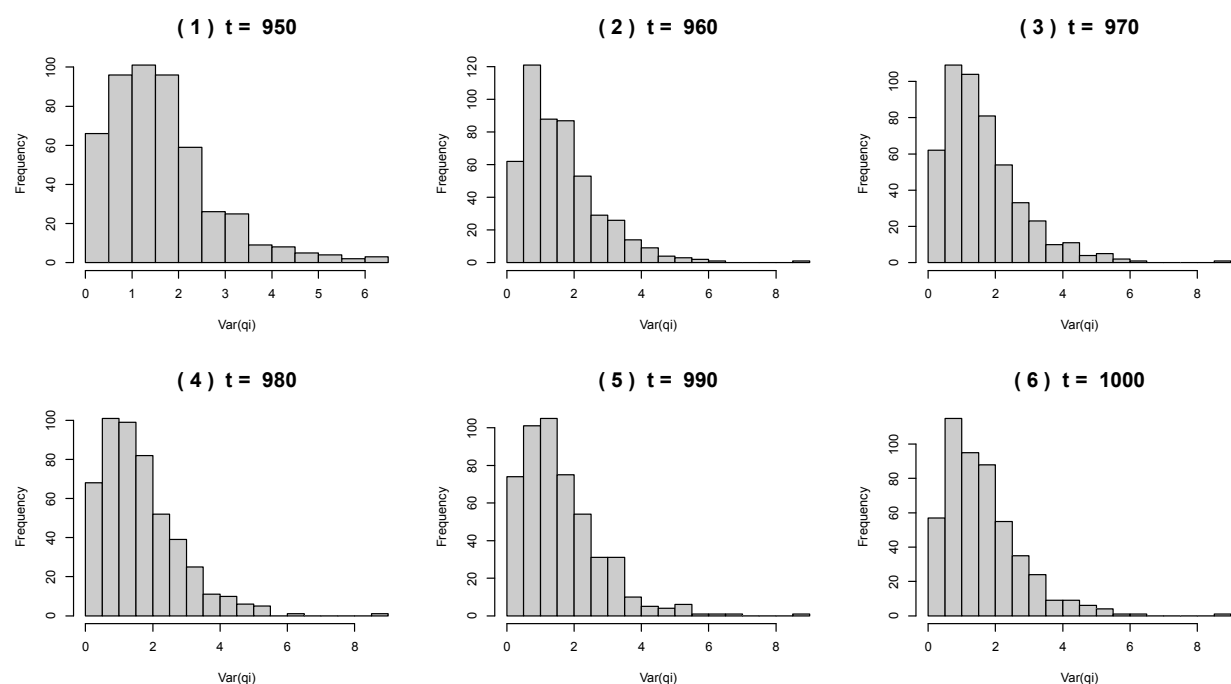 ( 1 ) t = 950
Frequency
0 20 40 60 80 100
0 1 2 3 4 5 6
Var(qi)
( 2 ) t = 960
Frequency
0 20 40 60 80 100 120
0 2 4 6 8
Var(qi)
( 3 ) t = 970
Frequency
0 20 40 60 80 100
0 2 4 6 8
Var(qi)
( 4 ) t = 980
Frequency
0 20 40 60 80 100
0 2 4 6 8
Var(qi)
( 5 ) t = 990
Frequency
0 20 40 60 80 100
0 2 4 6 8
Var(qi)
( 6 ) t = 1000
Frequency
0 20 40 60 80 100
0 2 4 6 8
Var(qi)